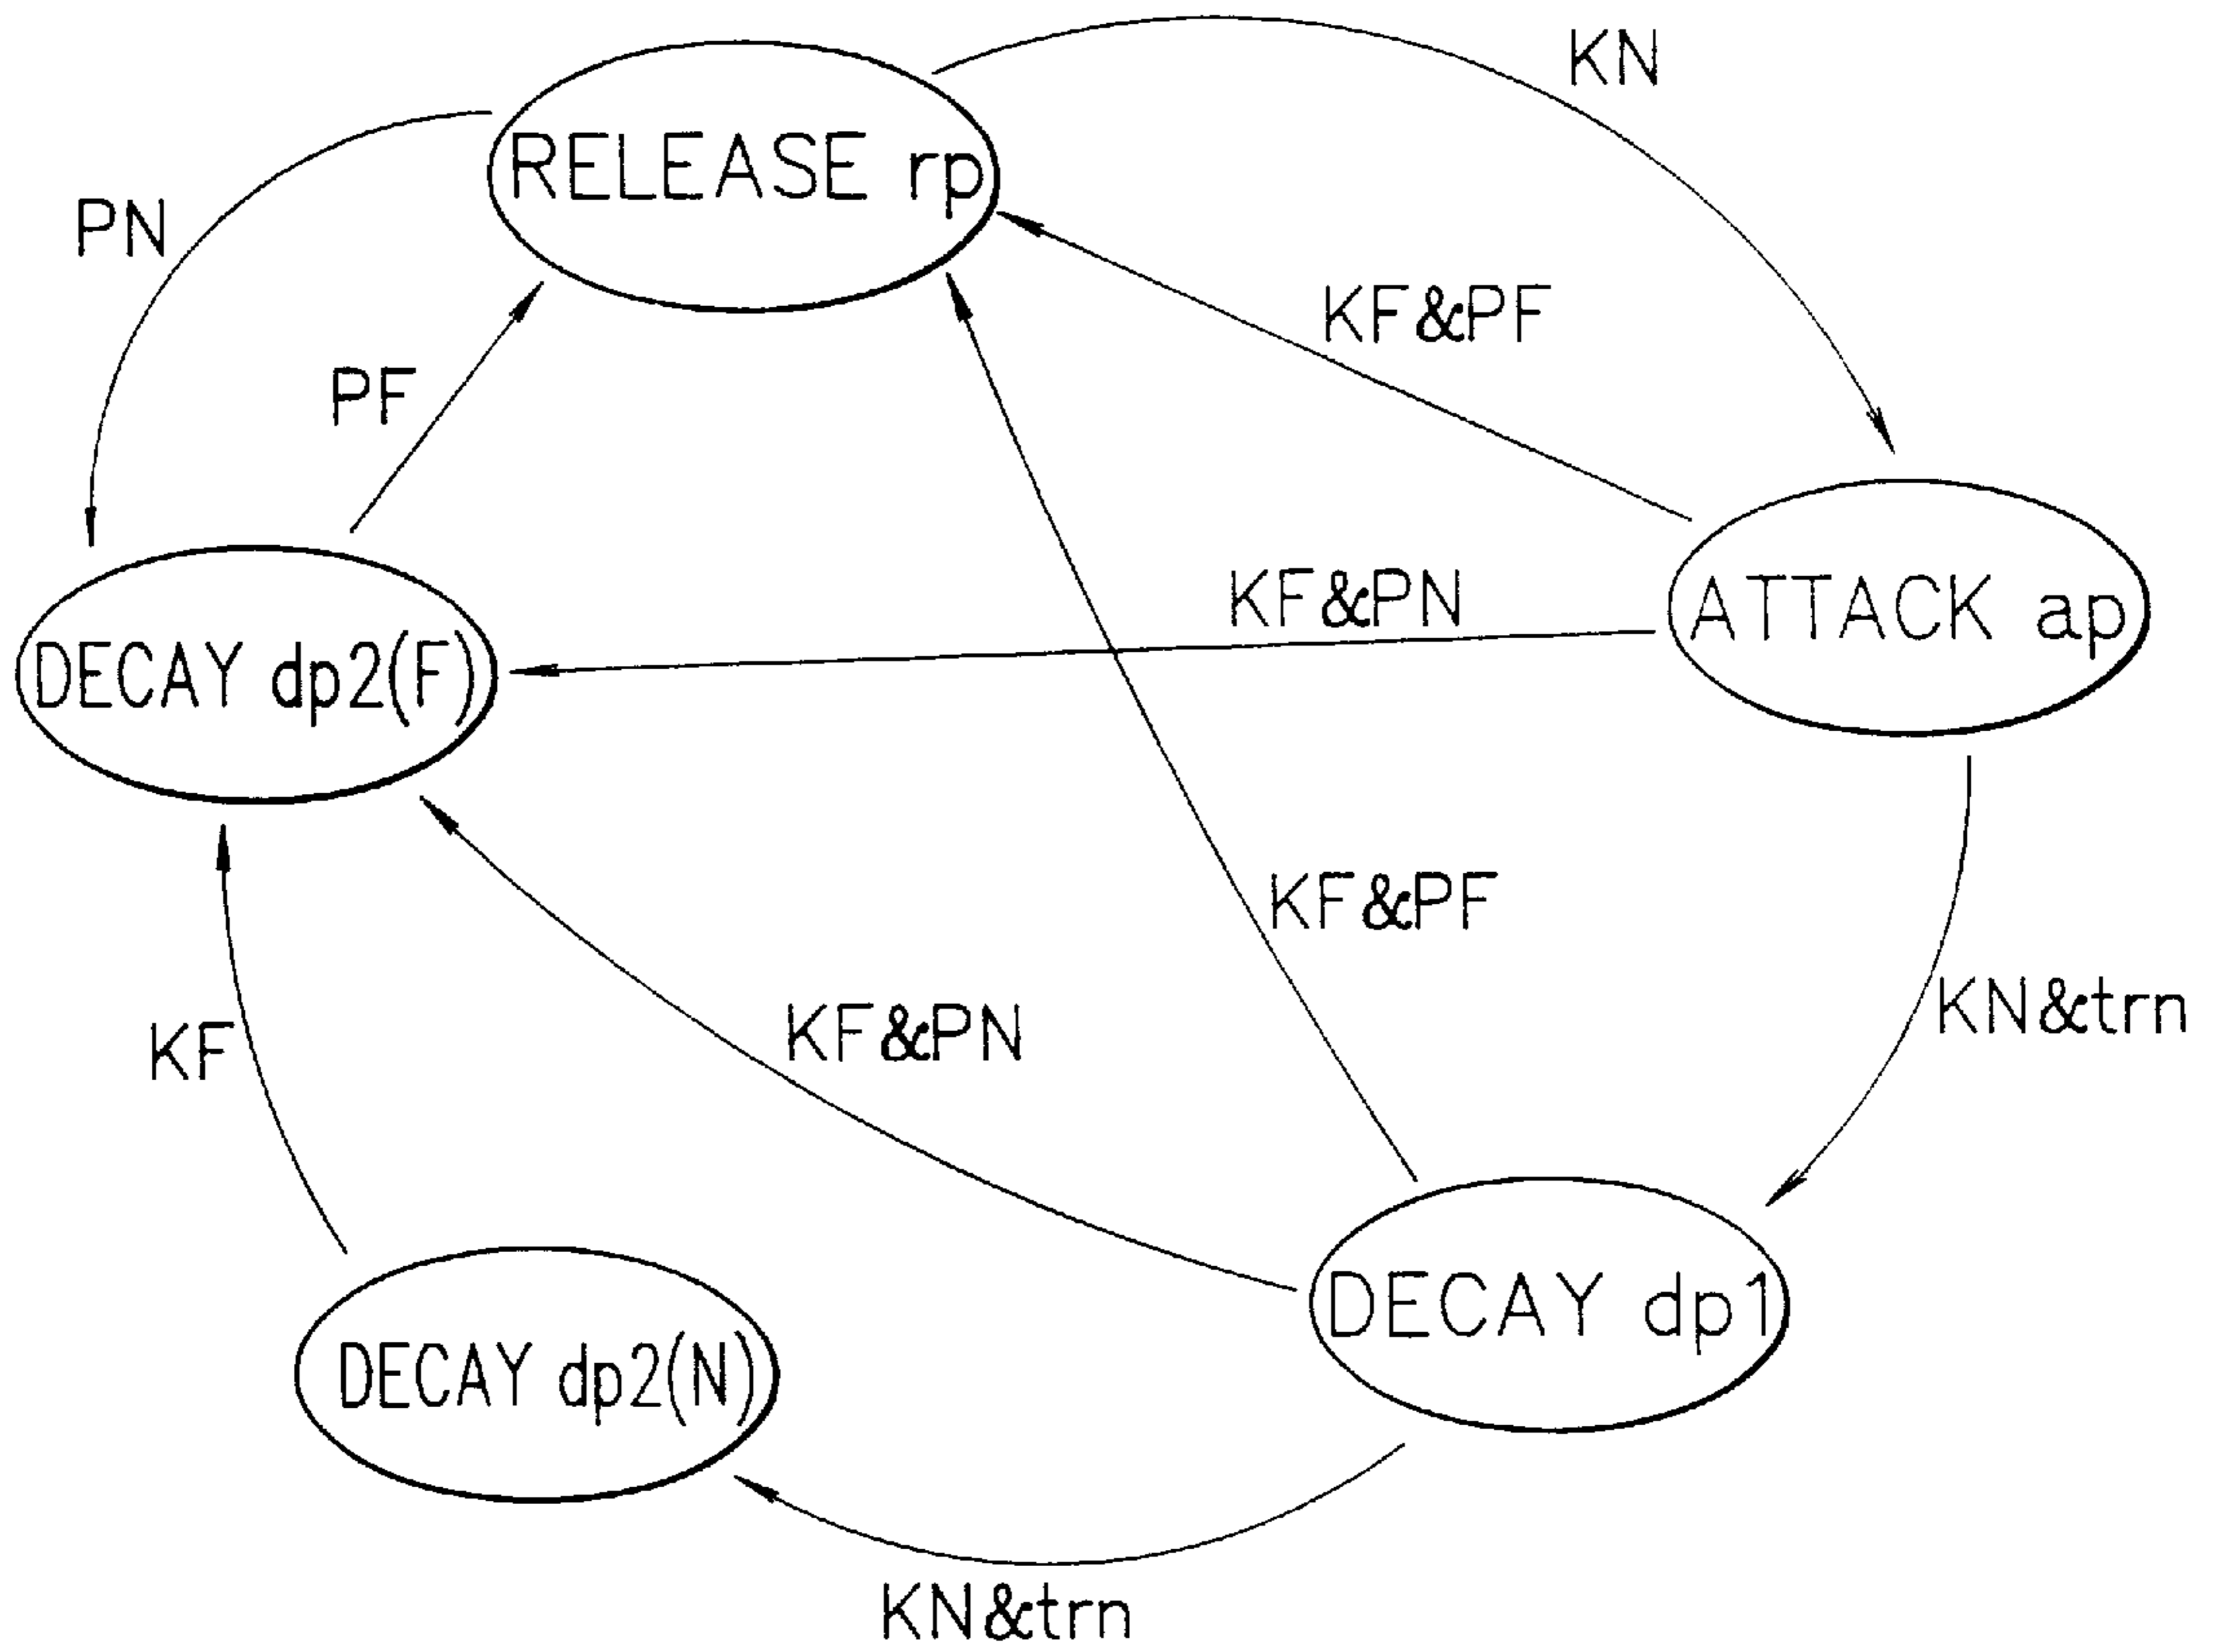 KN
RELEASE rp
PN
KF&PF
PF
KF&PN
ATTACK ap
DECAY dp2(F)
KF&PF
KN&trn
KF&PN
KF
DECAY dp1
DECAY dp2(N)
KN&trn